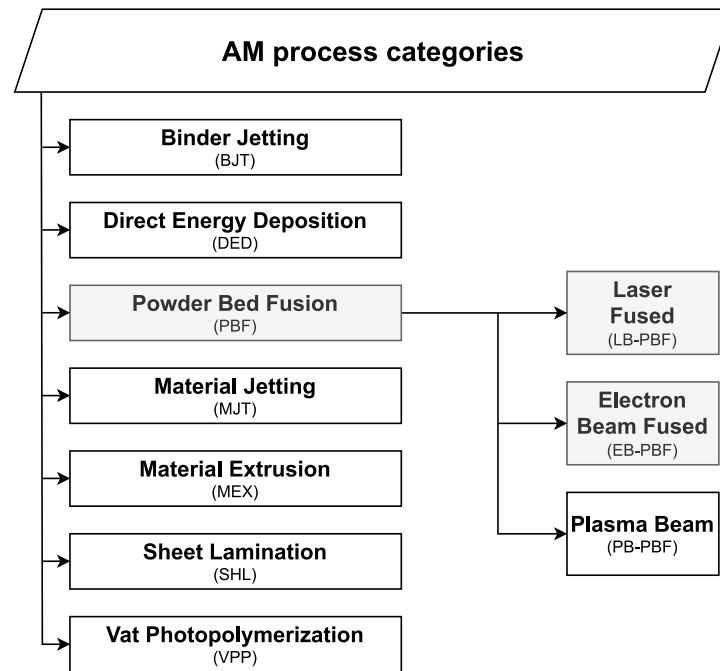 AM process categories
Binder Jetting
(BJT)
Direct Energy Deposition
(DED)
Powder Bed Fusion
(PBF)
Material Jetting
(MJT)
Material Extrusion
(MEX)
Sheet Lamination
(SHL)
Vat Photopolymerization
(VPP)
Laser
Fused
(LB-PBF)
Electron
Beam Fused
(EB-PBF)
Plasma Beam
(PB-PBF)